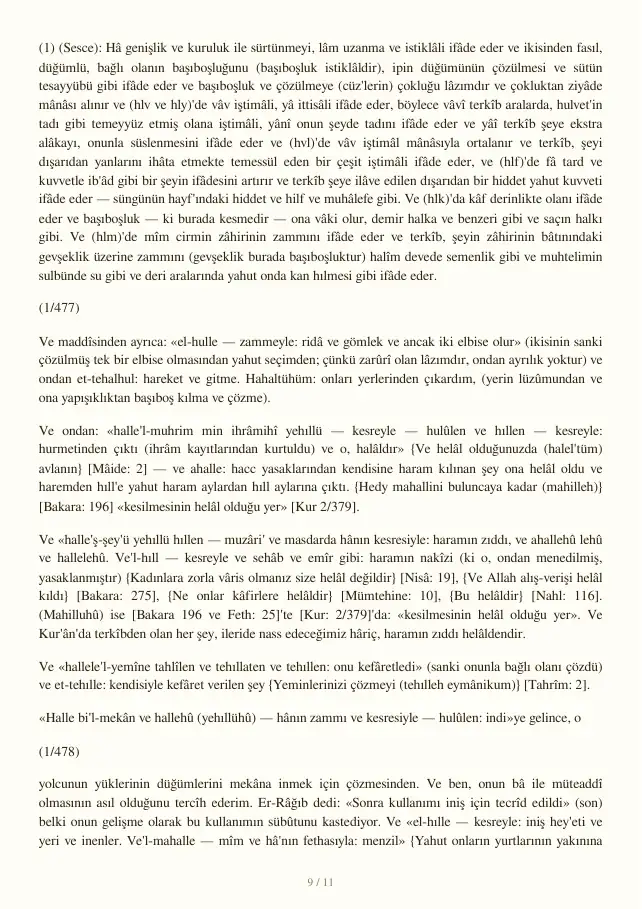 (1) (Sesce): Hâ genişlik ve kuruluk ile sürtünmeyi, lâm uzanma ve istiklâli ifâde eder ve ikisinden fasıl,
düğümlü, bağlı olanın başıboşluğunu (başıboşluk istiklâldir), ipin düğümünün çözülmesi ve sütün
tesayyübü gibi ifâde eder ve başıboşluk ve çözülmeye (cüz'lerin) çokluğu lâzımdır ve çokluktan ziyâde
mânâsı alınır ve (hlv ve hly)'de vâv iştimâli, yâ ittisâli ifâde eder, böylece vâvî terkîb aralarda, hulvet'in
tadı gibi temeyyüz etmiş olana iştimâli, yânî onun şeyde tadını ifâde eder ve yâî terkîb şeye ekstra
alâkayı, onunla süslenmesini ifâde eder ve (hvl)'de vâv iştimâl mânâsıyla ortalanır ve terkîb, şeyi
dışarıdan yanlarını ihâta etmekte temessül eden bir çeşit iştimâli ifâde eder, ve (hlf)'de fâ tard ve
kuvvetle ib'âd gibi bir şeyin ifâdesini artırır ve terkîb şeye ilâve edilen dışarıdan bir hiddet yahut kuvveti
ifâde eder — süngünün hayf'ındaki hiddet ve hilf ve muhâlefe gibi. Ve (hlk)'da kâf derinlikte olanı ifâde
eder ve başıboşluk — ki burada kesmedir — ona vâki olur, demir halka ve benzeri gibi ve saçın halkı
gibi. Ve (hlm)'de mîm cirmin zâhirinin zammını ifâde eder ve terkîb, şeyin zâhirinin bâtınındaki
gevşeklik üzerine zammını (gevşeklik burada başıboşluktur) halîm devede semenlik gibi ve muhtelimin
sulbünde su gibi ve deri aralarında yahut onda kan hılmesi gibi ifâde eder.
(1/477)
Ve maddîsinden ayrıca: «el-hulle — zammeyle: ridâ ve gömlek ve ancak iki elbise olur» (ikisinin sanki
çözülmüş tek bir elbise olmasından yahut seçimden; çünkü zarûrî olan lâzımdır, ondan ayrılık yoktur) ve
ondan et-tehalhul: hareket ve gitme. Hahaltühüm: onları yerlerinden çıkardım, (yerin lüzûmundan ve
ona yapışıklıktan başıboş kılma ve çözme).
Ve ondan: «halle'l-muhrim min ihrâmihî yehıllü — kesreyle — hulûlen ve hıllen — kesreyle:
hurmetinden çıktı (ihrâm kayıtlarından kurtuldu) ve o, halâldır» {Ve helâl olduğunuzda (halel'tüm)
avlanın} [Mâide: 2] — ve ahalle: hacc yasaklarından kendisine haram kılınan şey ona helâl oldu ve
haremden hıll'e yahut haram aylardan hıll aylarına çıktı. {Hedy mahallini buluncaya kadar (mahilleh)}
[Bakara: 196] «kesilmesinin helâl olduğu yer» [Kur 2/379].
Ve «halle'ş-şey'ü yehıllü hıllen — muzâri' ve masdarda hânın kesresiyle: haramın zıddı, ve ahallehû lehû
ve hallelehû. Ve'l-hıll — kesreyle ve sehâb ve emîr gibi: haramın nakîzi (ki o, ondan menedilmiş,
yasaklanmıştır) {Kadınlara zorla vâris olmanız size helâl değildir} [Nisâ: 19], {Ve Allah alış-verişi helâl
kıldı} [Bakara: 275], {Ne onlar kâfirlere helâldir} [Mümtehine: 10], {Bu helâldir} [Nahl: 116].
(Mahilluhû) ise [Bakara 196 ve Feth: 25]'te [Kur: 2/379]'da: «kesilmesinin helâl olduğu yer». Ve
Kur'ân'da terkîbden olan her şey, ileride nass edeceğimiz hâriç, haramın zıddı helâldendir.
Ve «hallele'l-yemîne tahlîlen ve tehıllaten ve tehıllen: onu kefâretledi» (sanki onunla bağlı olanı çözdü)
ve et-tehılle: kendisiyle kefâret verilen şey {Yeminlerinizi çözmeyi (tehılleh eymânikum)} [Tahrîm: 2].
«Halle bi'l-mekân ve hallehû (yehıllühû) — hânın zammı ve kesresiyle — hulûlen: indi»ye gelince, o
(1/478)
yolcunun yüklerinin düğümlerini mekâna inmek için çözmesinden. Ve ben, onun bâ ile müteaddî
olmasının asıl olduğunu tercîh ederim. Er-Râğıb dedi: «Sonra kullanımı iniş için tecrîd edildi» (son)
belki onun gelişme olarak bu kullanımın sübûtunu kastediyor. Ve «el-hılle — kesreyle: iniş hey'eti ve
yeri ve inenler. Ve'l-mahalle — mîm ve hâ'nın fethasıyla: menzil» {Yahut onların yurtlarının yakınına
9 / 11